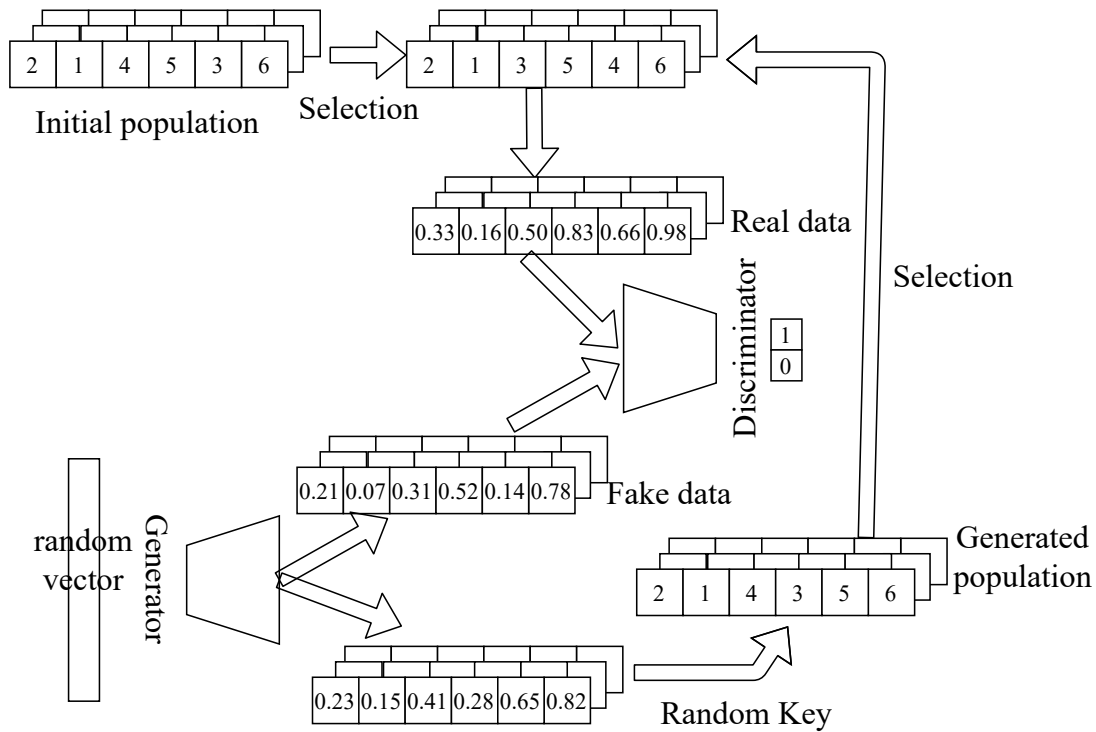 2 1 4 5 3 6
Initial population
Selection
2 1 3 5 4 6
0.33 0.16 0.50 0.83 0.66 0.98
Real data
Selection
Discriminator
1
0
0.21 0.07 0.31 0.52 0.14 0.78
Fake data
random
vector
Generator
Generated
population
2 1 4 3 5 6
0.23 0.15 0.41 0.28 0.65 0.82
Random Key